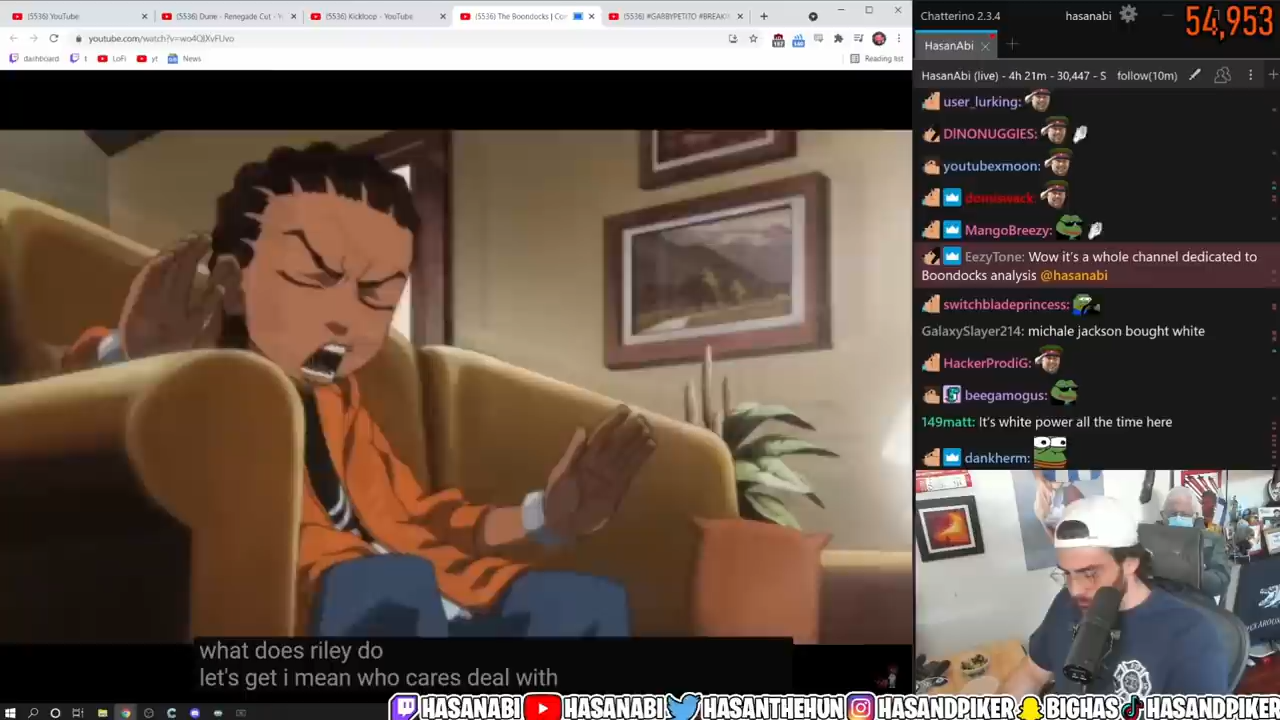 (5536) YouTube
(5536) Dune - Renegade Cut -
(5536) Kickloop - YouTube
(5536) The Boondocks | Co
(5536) #GABBYPETITO #BREAK
youtube.com/watch?v=wo4QIXvFUvo
dashboard
t
LoFi
yt
News
Reading list
what does riley do
let's get i mean who cares deal with
Chatterino 2.3.4
hasanabi
54,953
HasanAbi
HasanAbi (live) - 4h 21m - 30,447 - S
follow(10m)
user_lurking:
DINONUGGIES:
youtubexmoon:
domiswack:
MangoBreezy:
EezyTone: Wow it's a whole channel dedicated to
Boondocks analysis @hasanabi
switchbladeprincess:
GalaxySlayer214: michale jackson bought white
HackerProdiG:
beegamogus:
149matt: It's white power all the time here
dankherm:
HASANABI HASANABI HASANTHEHUN HASANDPIKER BIGHAS HASANDPIKER